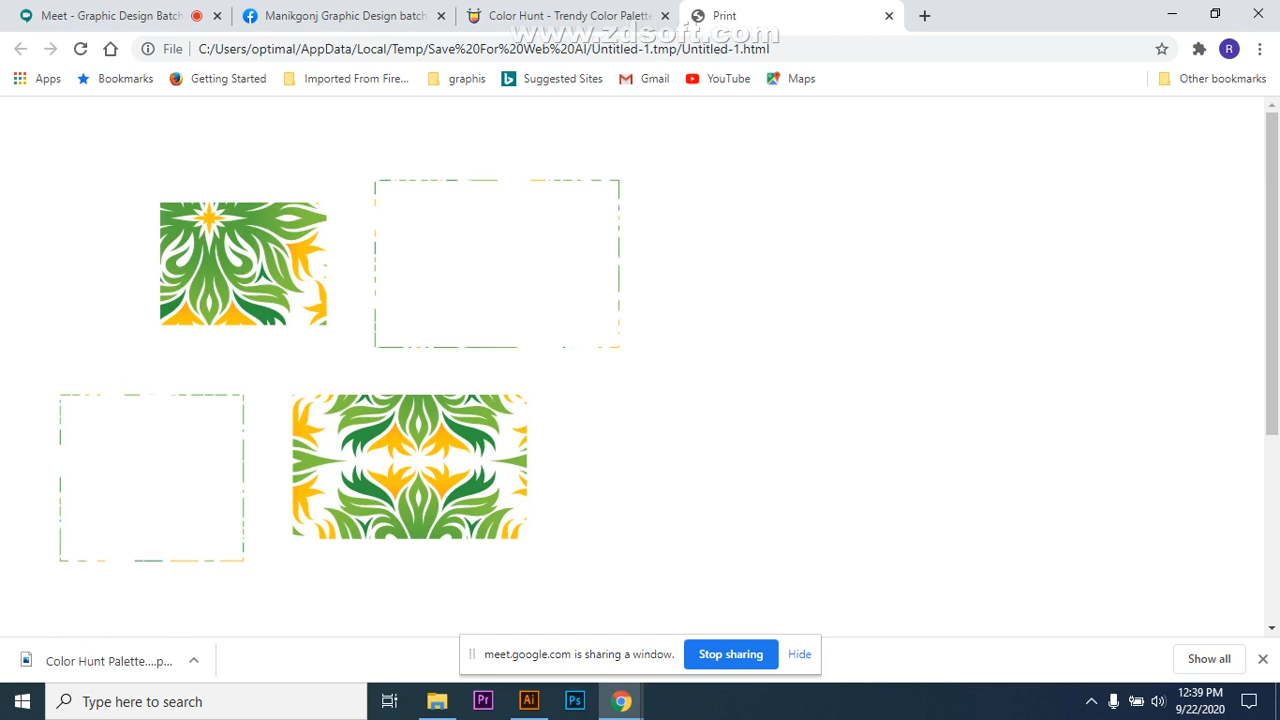 Meet - Graphic Design Batch
Manikgonj Graphic Design batch
Color Hunt - Trendy Color Palette
Print
www.zdsoft.com
File
C:/Users/optimal/AppData/Local/Temp/Save%20For%20Web%20AI/Untitled-1.tmp/Untitled-1.html
R
Apps
Bookmarks
Getting Started
Imported From Fire...
graphis
Suggested Sites
Gmail
YouTube
Maps
Other bookmarks
Color Hunt Palette....p...
meet.google.com is sharing a window.
Stop sharing
Hide
Show all
Type here to search
Pr
Ai
Ps
12:39 PM
9/22/2020